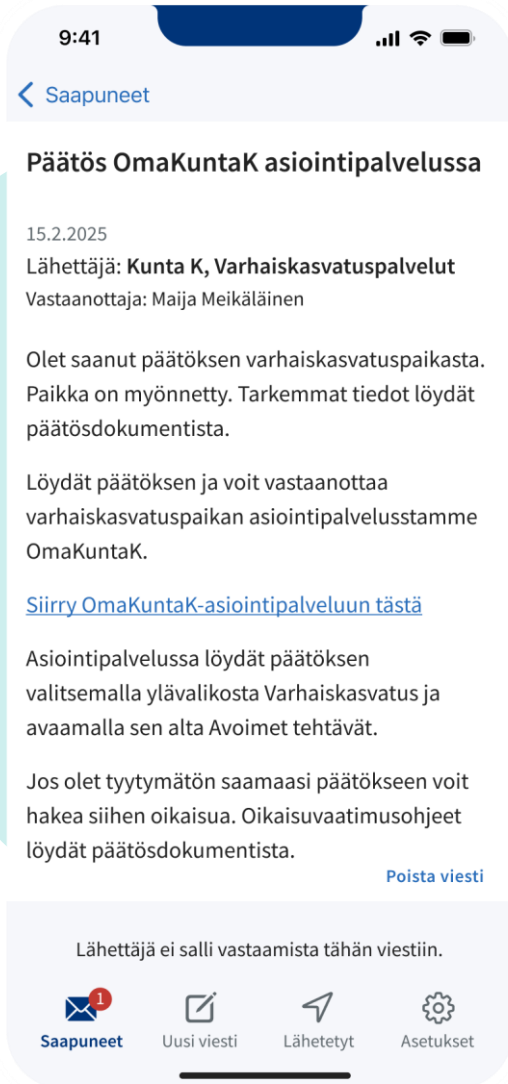 9:41
Saapuneet
Päätös OmaKuntaK asiointipalvelussa
15.2.2025
Lähettäjä: Kunta K, Varhaiskasvatuspalvelut
Vastaanottaja: Maija Meikäläinen
Olet saanut päätöksen varhaiskasvatuspaikasta.
Paikka on myönnetty. Tarkemmat tiedot löydät
päätösdokumentista.
Löydät päätöksen ja voit vastaanottaa
varhaiskasvatuspaikan asiointipalvelusstamme
OmaKuntaK.
Siirry OmaKuntaK-asiointipalveluun tästä
Asiointipalvelussa löydät päätöksen
valitsemalla ylävalikosta Varhaiskasvatus ja
avaamalla sen alta Avoimet tehtävät.
Jos olet tyytymätön saamaasi päätökseen voit
hakea siihen oikaisua. Oikaisuvaatimusohjeet
löydät päätösdokumentista.
Poista viesti
Lähettäjä ei salli vastaamista tähän viestiin.
1
Saapuneet Uusi viesti Lähetetyt Asetukset